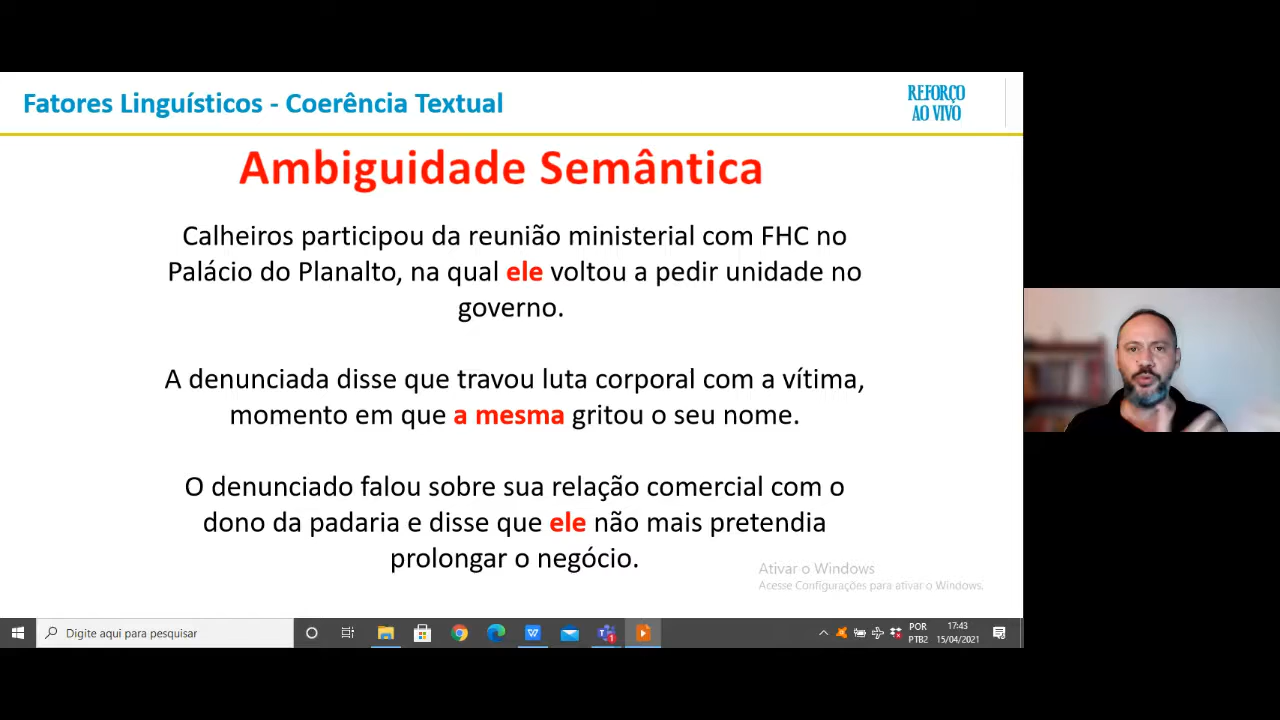 Fatores Linguísticos - Coerência Textual
REFORÇO
AO VIVO
Ambiguidade Semântica
Calheiros participou da reunião ministerial com FHC no
Palácio do Planalto, na qual ele voltou a pedir unidade no
governo.
A denunciada disse que travou luta corporal com a vítima,
momento em que a mesma gritou o seu nome.
O denunciado falou sobre sua relação comercial com o
dono da padaria e disse que ele não mais pretendia
prolongar o negócio.
Ativar o Windows
Acesse Configurações para ativar o Windows.
Digite aqui para pesquisar
POR
PTB2
17:43
15/04/2021